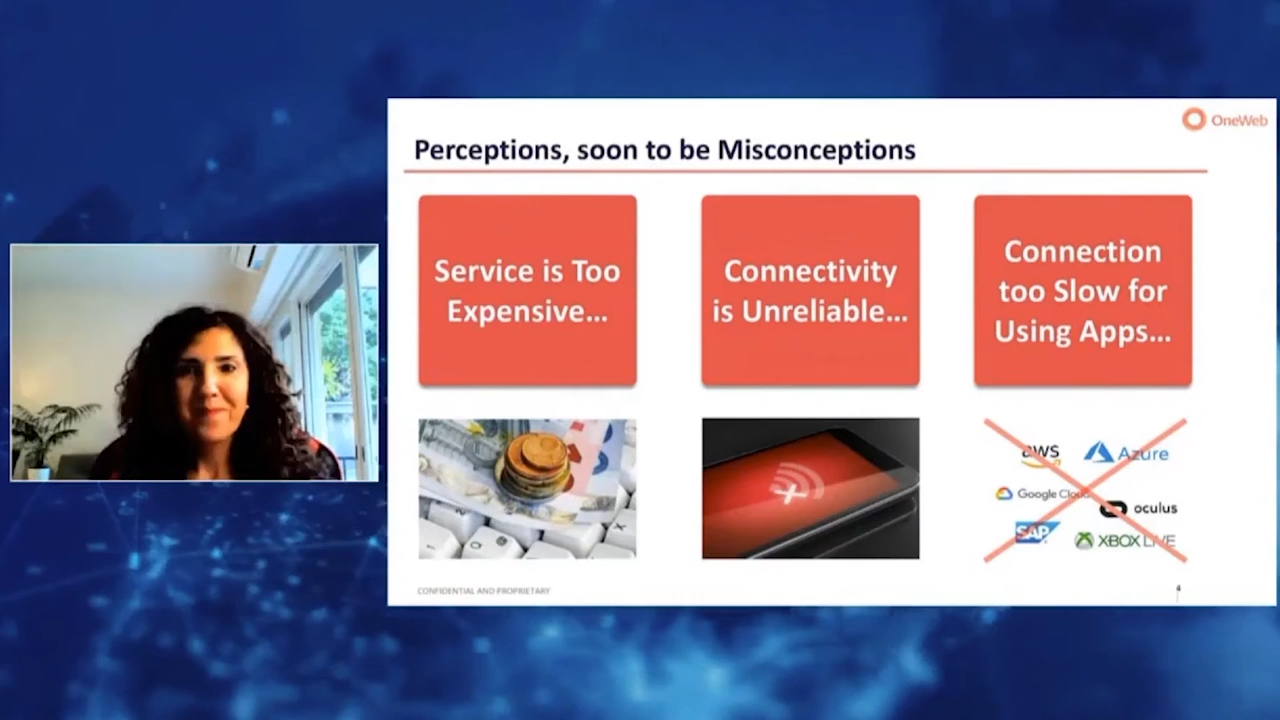 OneWeb
Perceptions, soon to be Misconceptions
Service is Too
Expensive...
Connectivity
is Unreliable...
Connection
too Slow for
Using Apps...
aws
Azure
Google Cloud
oculus
SAP
XBOX LIVE
CONFIDENTIAL AND PROPRIETARY
4